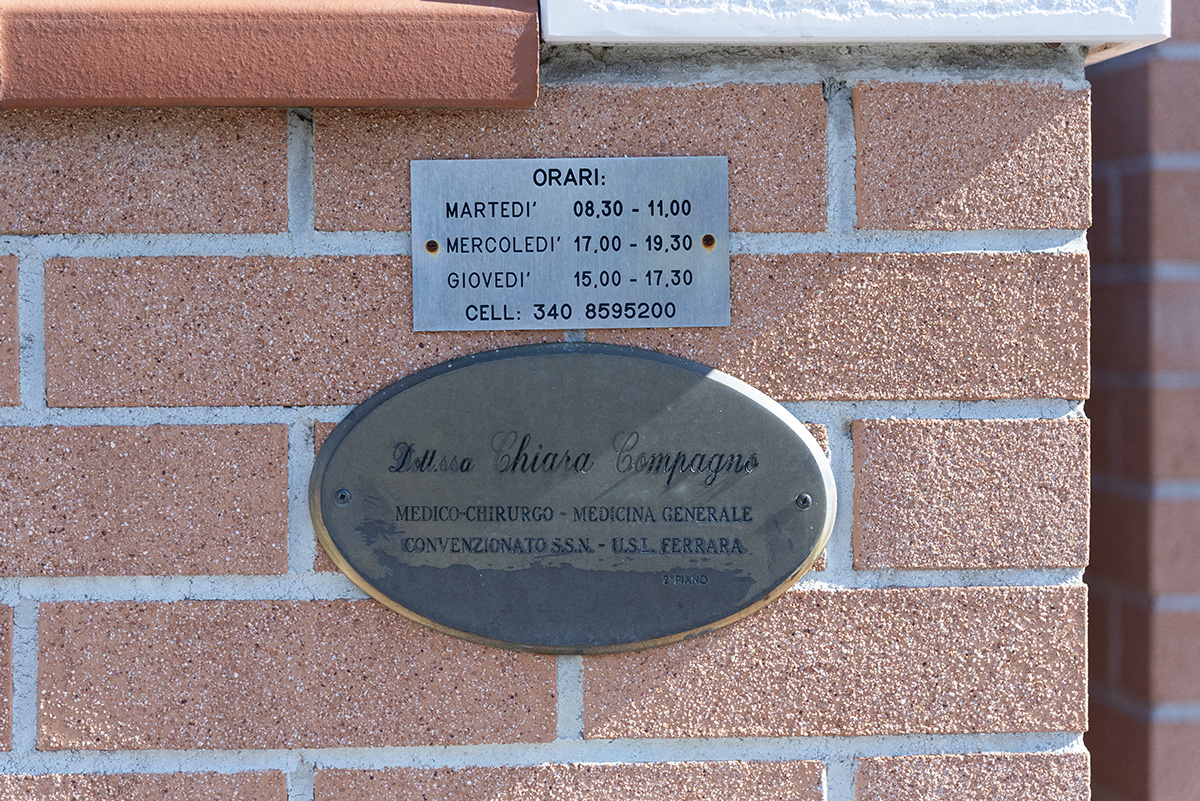 ORARI:
MARTEDI' 08,30 - 11,00
MERCOLEDI' 17,00 - 19,30
GIOVEDI' 15,00 - 17,30
CELL: 340 8595200
Dott.ssa Chiara Compagno
MEDICO-CHIRURGO - MEDICINA GENERALE
CONVENZIONATO S.S.N. - U.S.L. FERRARA
2° PIANO